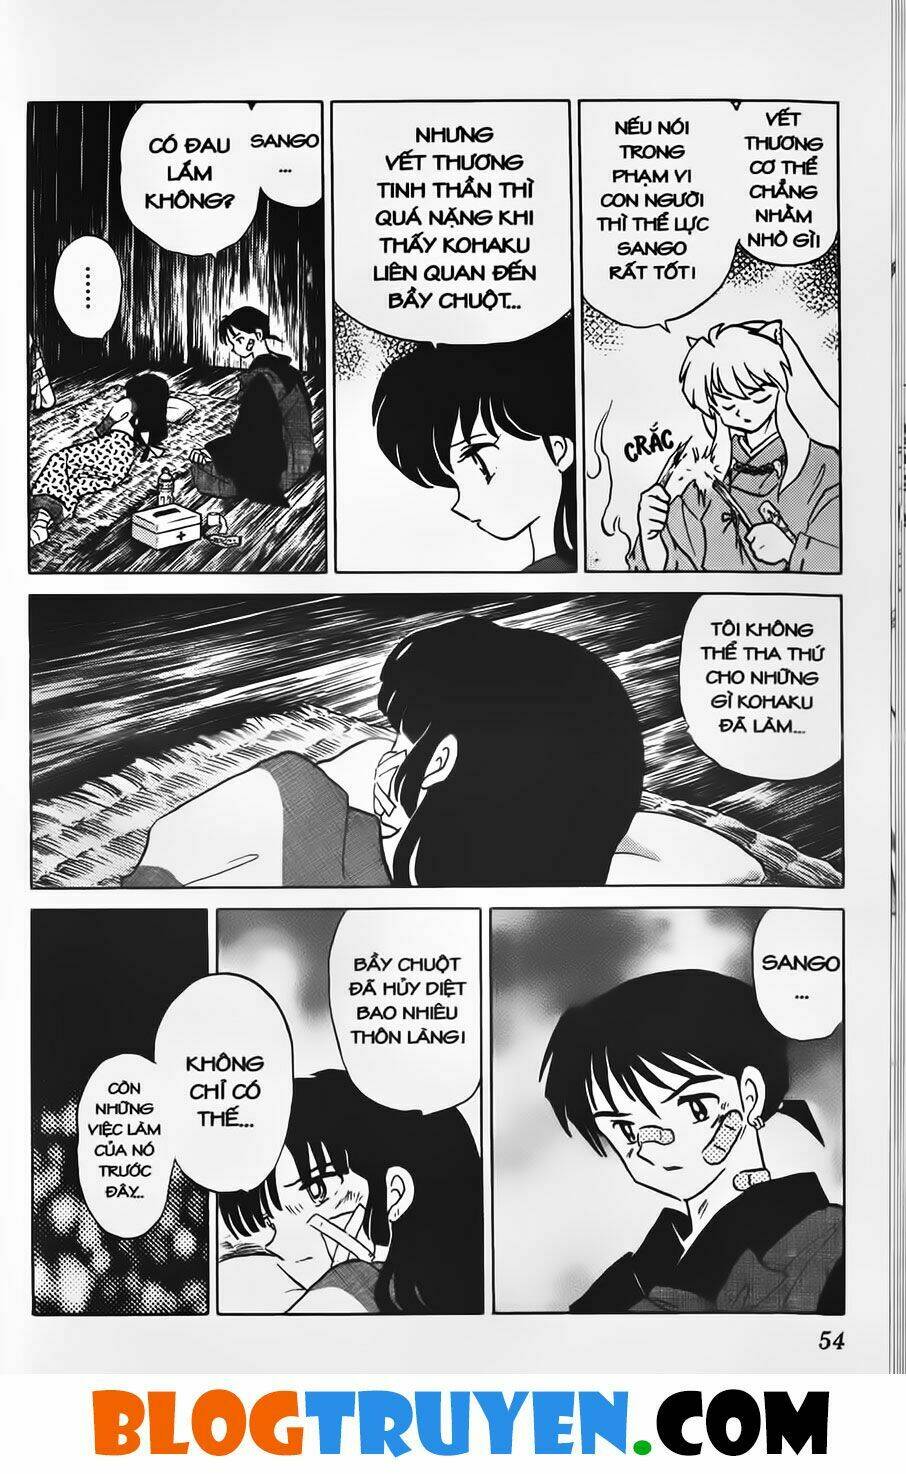 VẾT
THƯƠNG
CƠ THỂ
CHẲNG
NHẰM
NHÒ GÌ!
NẾU NÓI
TRONG
PHẠM VI
CON NGƯỜI
THÌ THỂ LỰC
SANGO
RẤT TỐT!
CRẮC
NHƯNG
VẾT THƯƠNG
TINH THẦN THÌ
QUÁ NẶNG KHI
THẤY KOHAKU
LIÊN QUAN ĐẾN
BẦY CHUỘT...
SANGO
...
CÓ ĐAU
LẮM
KHÔNG?
......
TÔI KHÔNG
THỂ THA THỨ
CHO NHỮNG
GÌ KOHAKU
ĐÃ LÀM...
SANGO
...
BẦY CHUỘT
ĐÃ HỦY DIỆT
BAO NHIÊU
THÔN LÀNG!
KHÔNG
CHỈ CÓ
THẾ...
CÒN
NHỮNG
VIỆC LÀM
CỦA NÓ
TRƯỚC
ĐÂY...
54
BLOGTRUYEN.COM